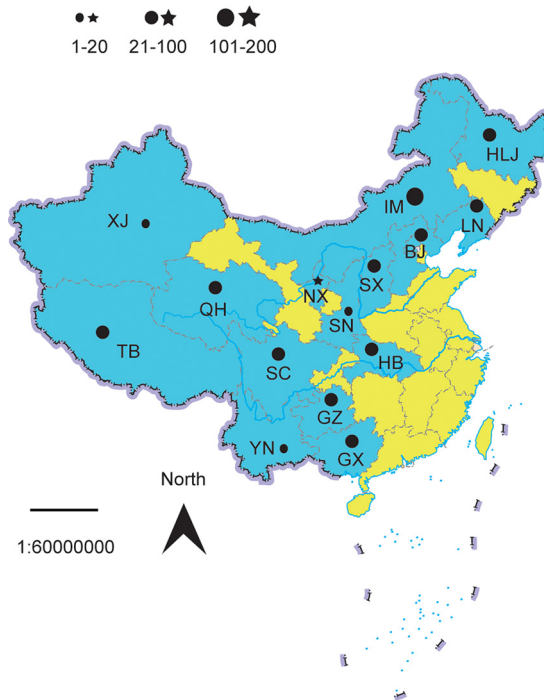 1-20 21-100 101-200
HLJ
IM
XJ
LN
BJ
SX
NX
QH
SN
TB
HB
SC
GZ
YN
GX
North
1:60000000